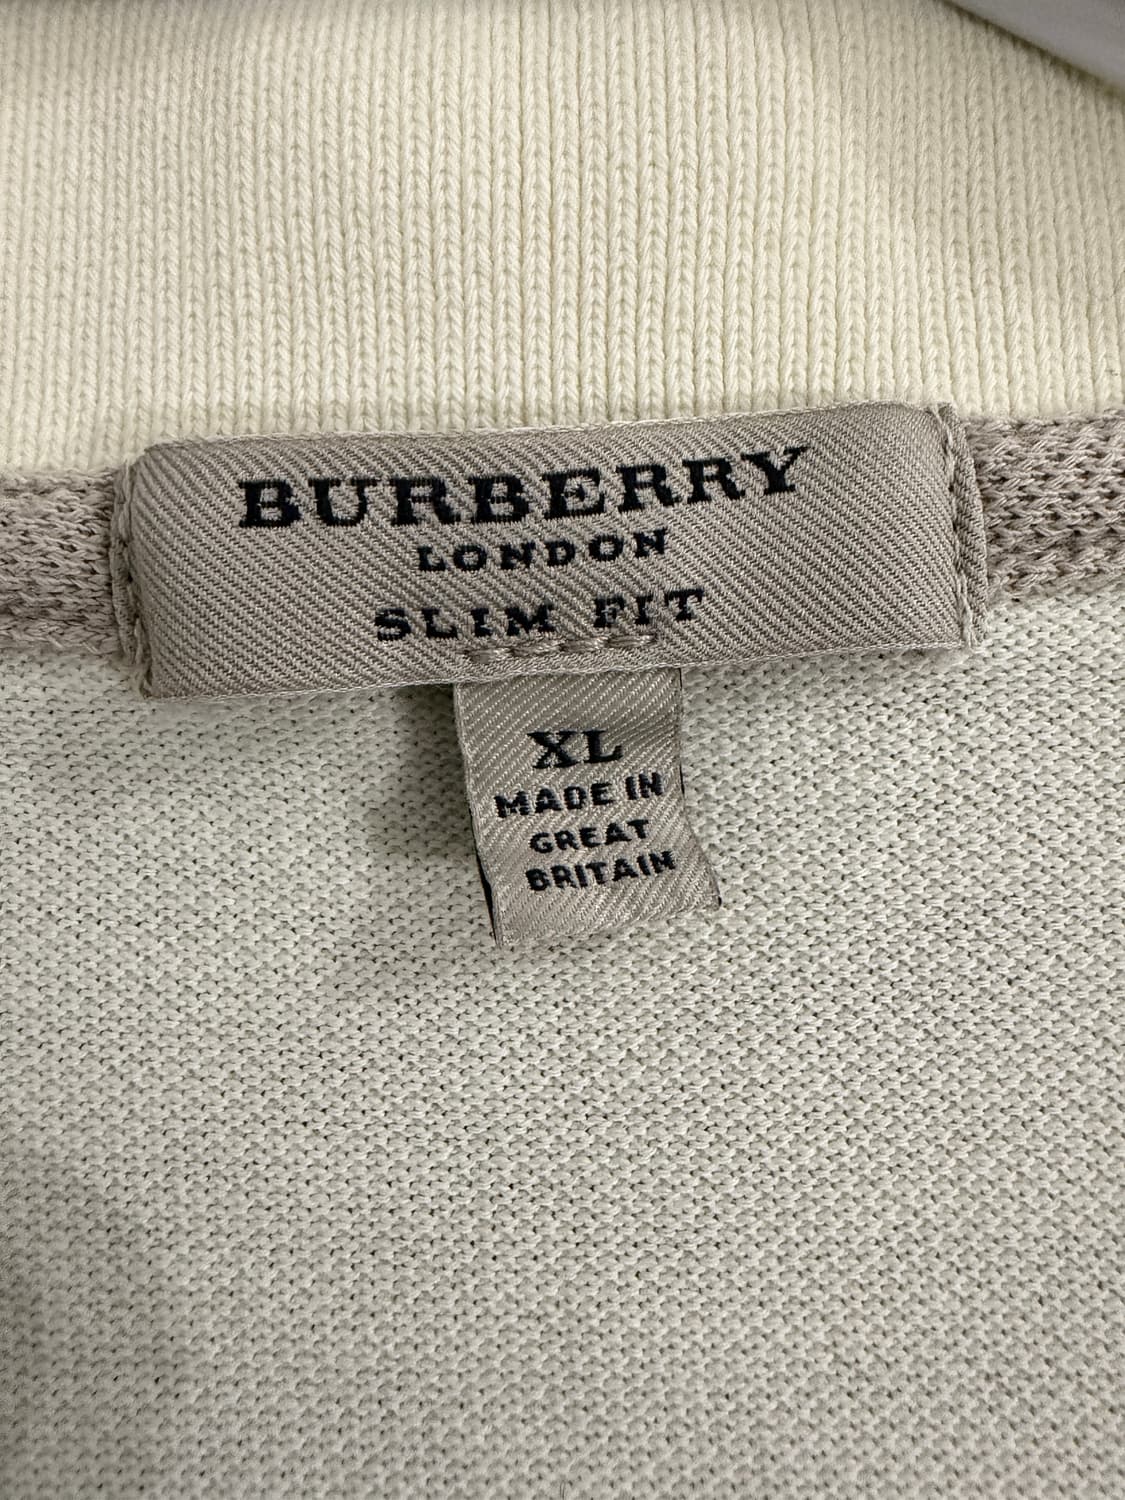 BURBERRY
LONDON
SLIM FIT
XL
MADE IN
GREAT
BRITAIN